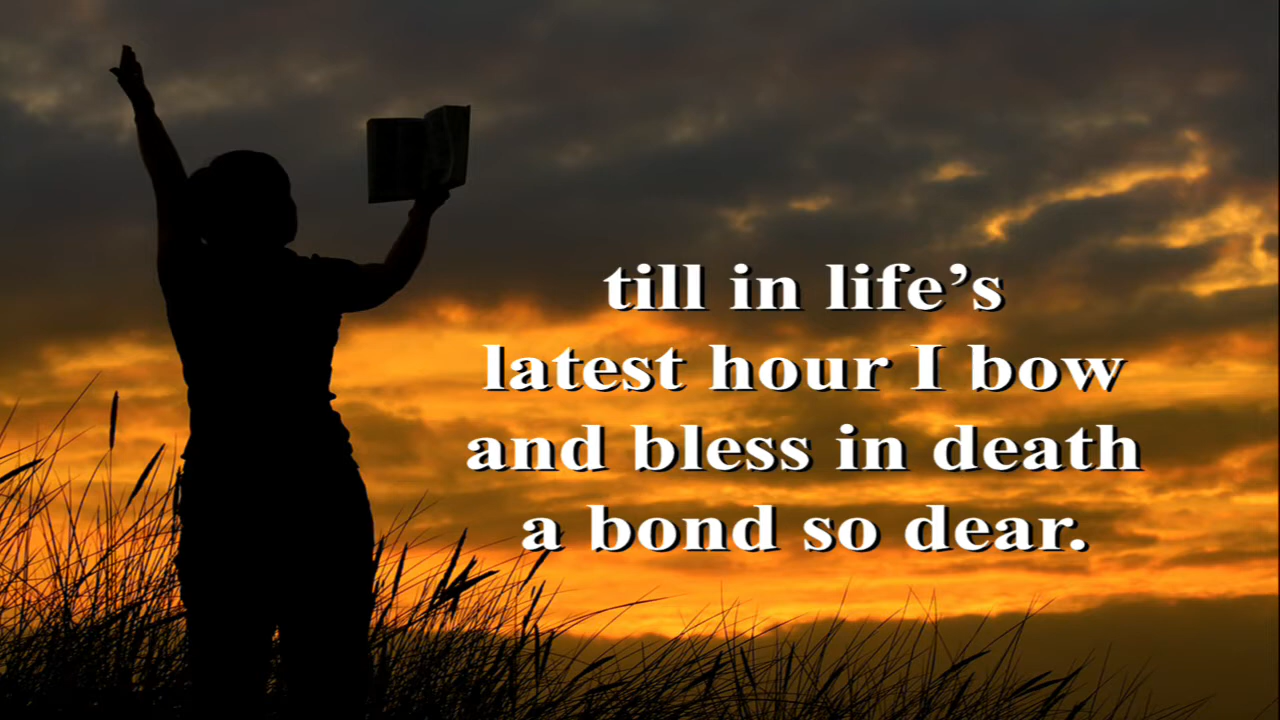 till in life’s
latest hour I bow
and bless in death
a bond so dear.